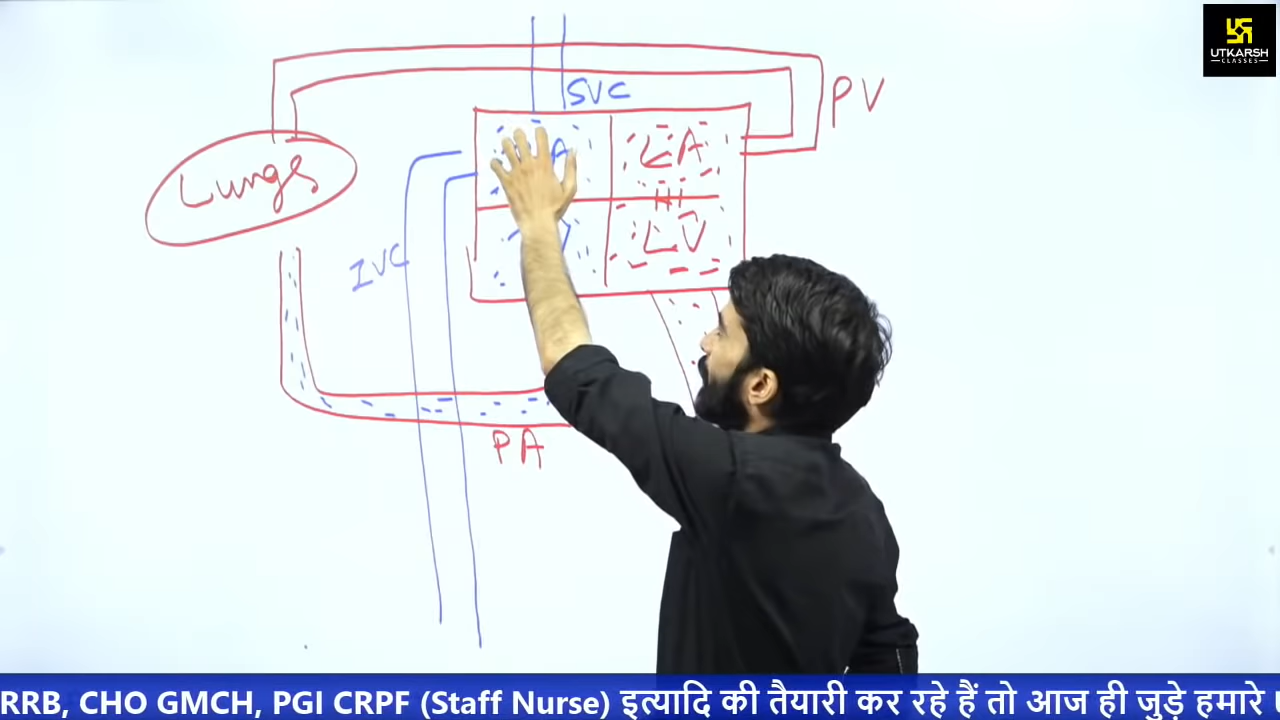 UTKARSH
CLASSES
SVC
PV
LA
Lungs
LV
IVC
PA
RRB, CHO GMCH, PGI CRPF (Staff Nurse) इत्यादि की तैयारी कर रहे हैं तो आज ही जुड़े हमारे